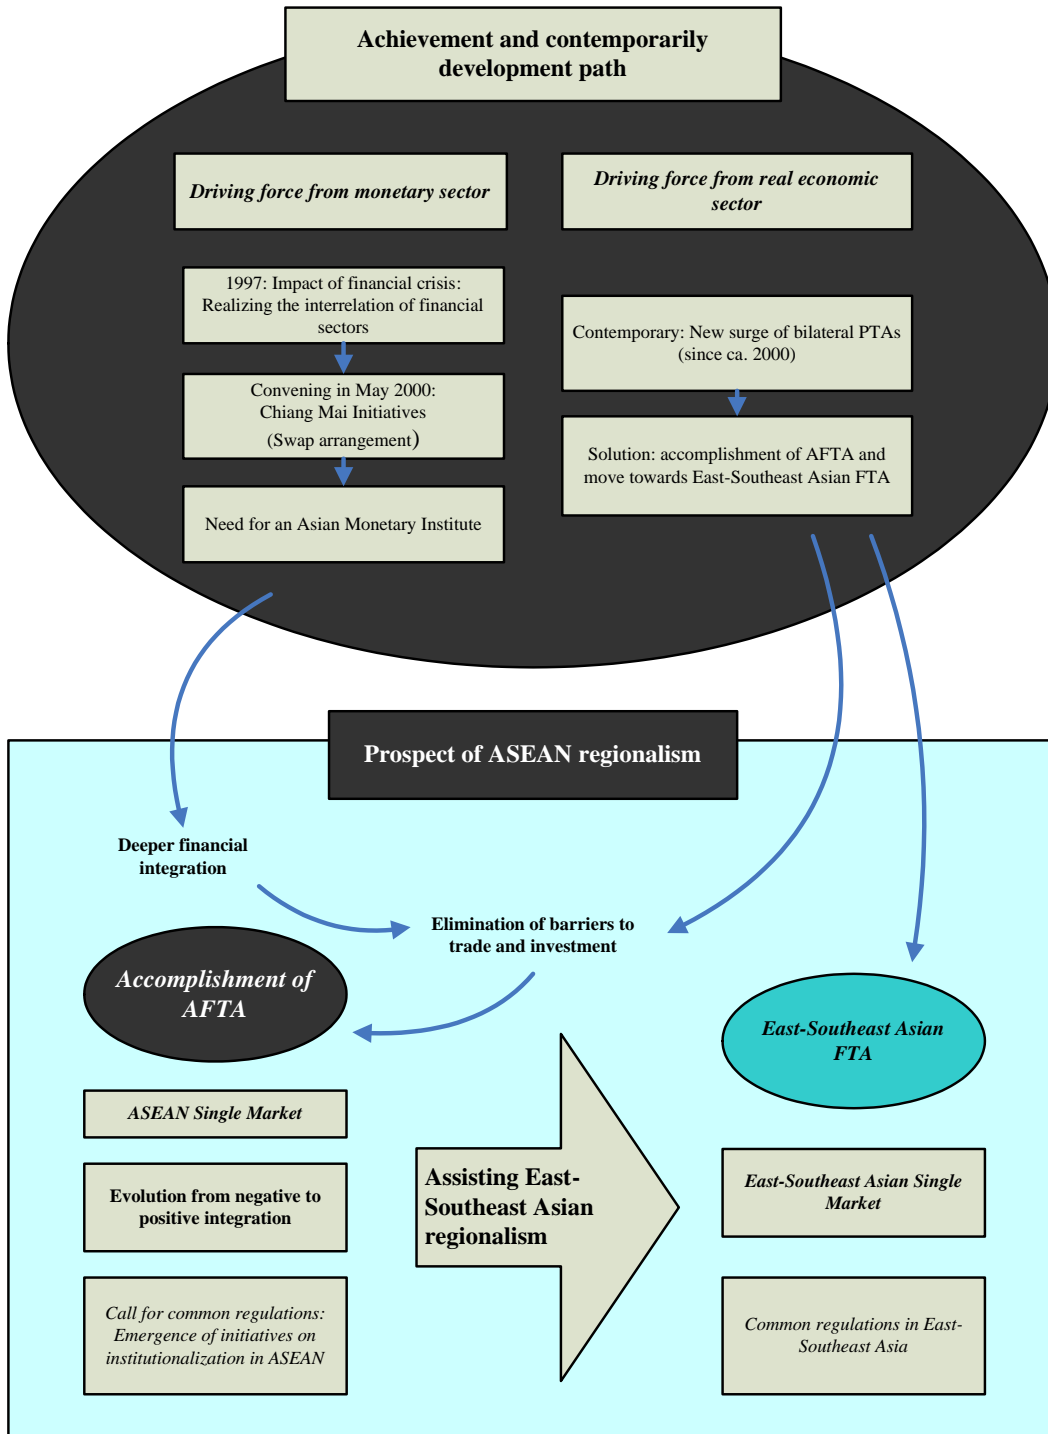 Achievement and contemporarily
development path
Driving force from monetary sector
Driving force from real economic
sector
1997: Impact of financial crisis:
Realizing the interrelation of financial
sectors
Contemporary: New surge of bilateral PTAs
(since ca. 2000)
Convening in May 2000:
Chiang Mai Initiatives
(Swap arrangement)
Solution: accomplishment of AFTA and
move towards East-Southeast Asian FTA
Need for an Asian Monetary Institute
Prospect of ASEAN regionalism
Deeper financial
integration
Elimination of barriers to
trade and investment
Accomplishment of
AFTA
East-Southeast Asian
FTA
ASEAN Single Market
Evolution from negative to
positive integration
Call for common regulations:
Emergence of initiatives on
institutionalization in ASEAN
Assisting East-
Southeast Asian
regionalism
East-Southeast Asian Single
Market
Common regulations in East-
Southeast Asia